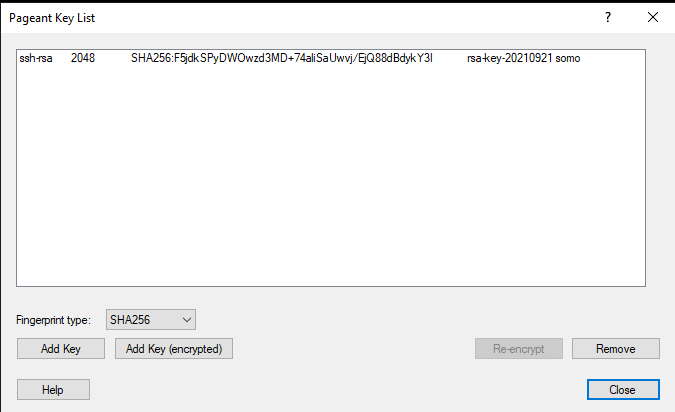 Pageant Key List
ssh-rsa 2048 SHA256:F5jdkSPyDWOwzd3MD+74aliSaUwvj/EjQ88dBdykY3I rsa-key-20210921 somo
Fingerprint type: SHA256
Add Key Add Key (encrypted) Re-encrypt Remove
Help Close